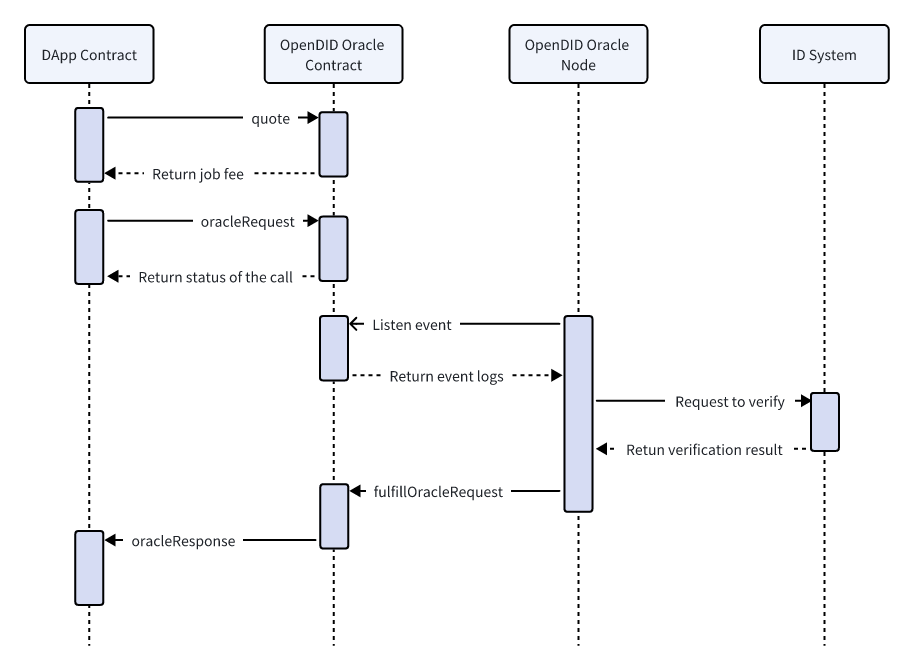 DApp Contract
OpenDID Oracle
Contract
OpenDID Oracle
Node
ID System
quote
Return job fee
oracleRequest
Return status of the call
Listen event
Return event logs
Request to verify
Retun verification result
fulfillOracleRequest
oracleResponse